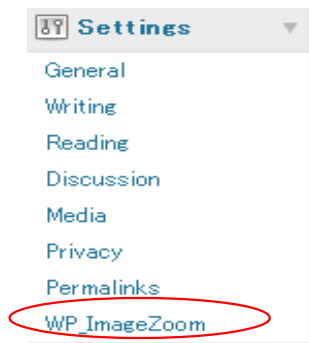 Settings
General
Writing
Reading
Discussion
Media
Privacy
Permalinks
WP_ImageZoom